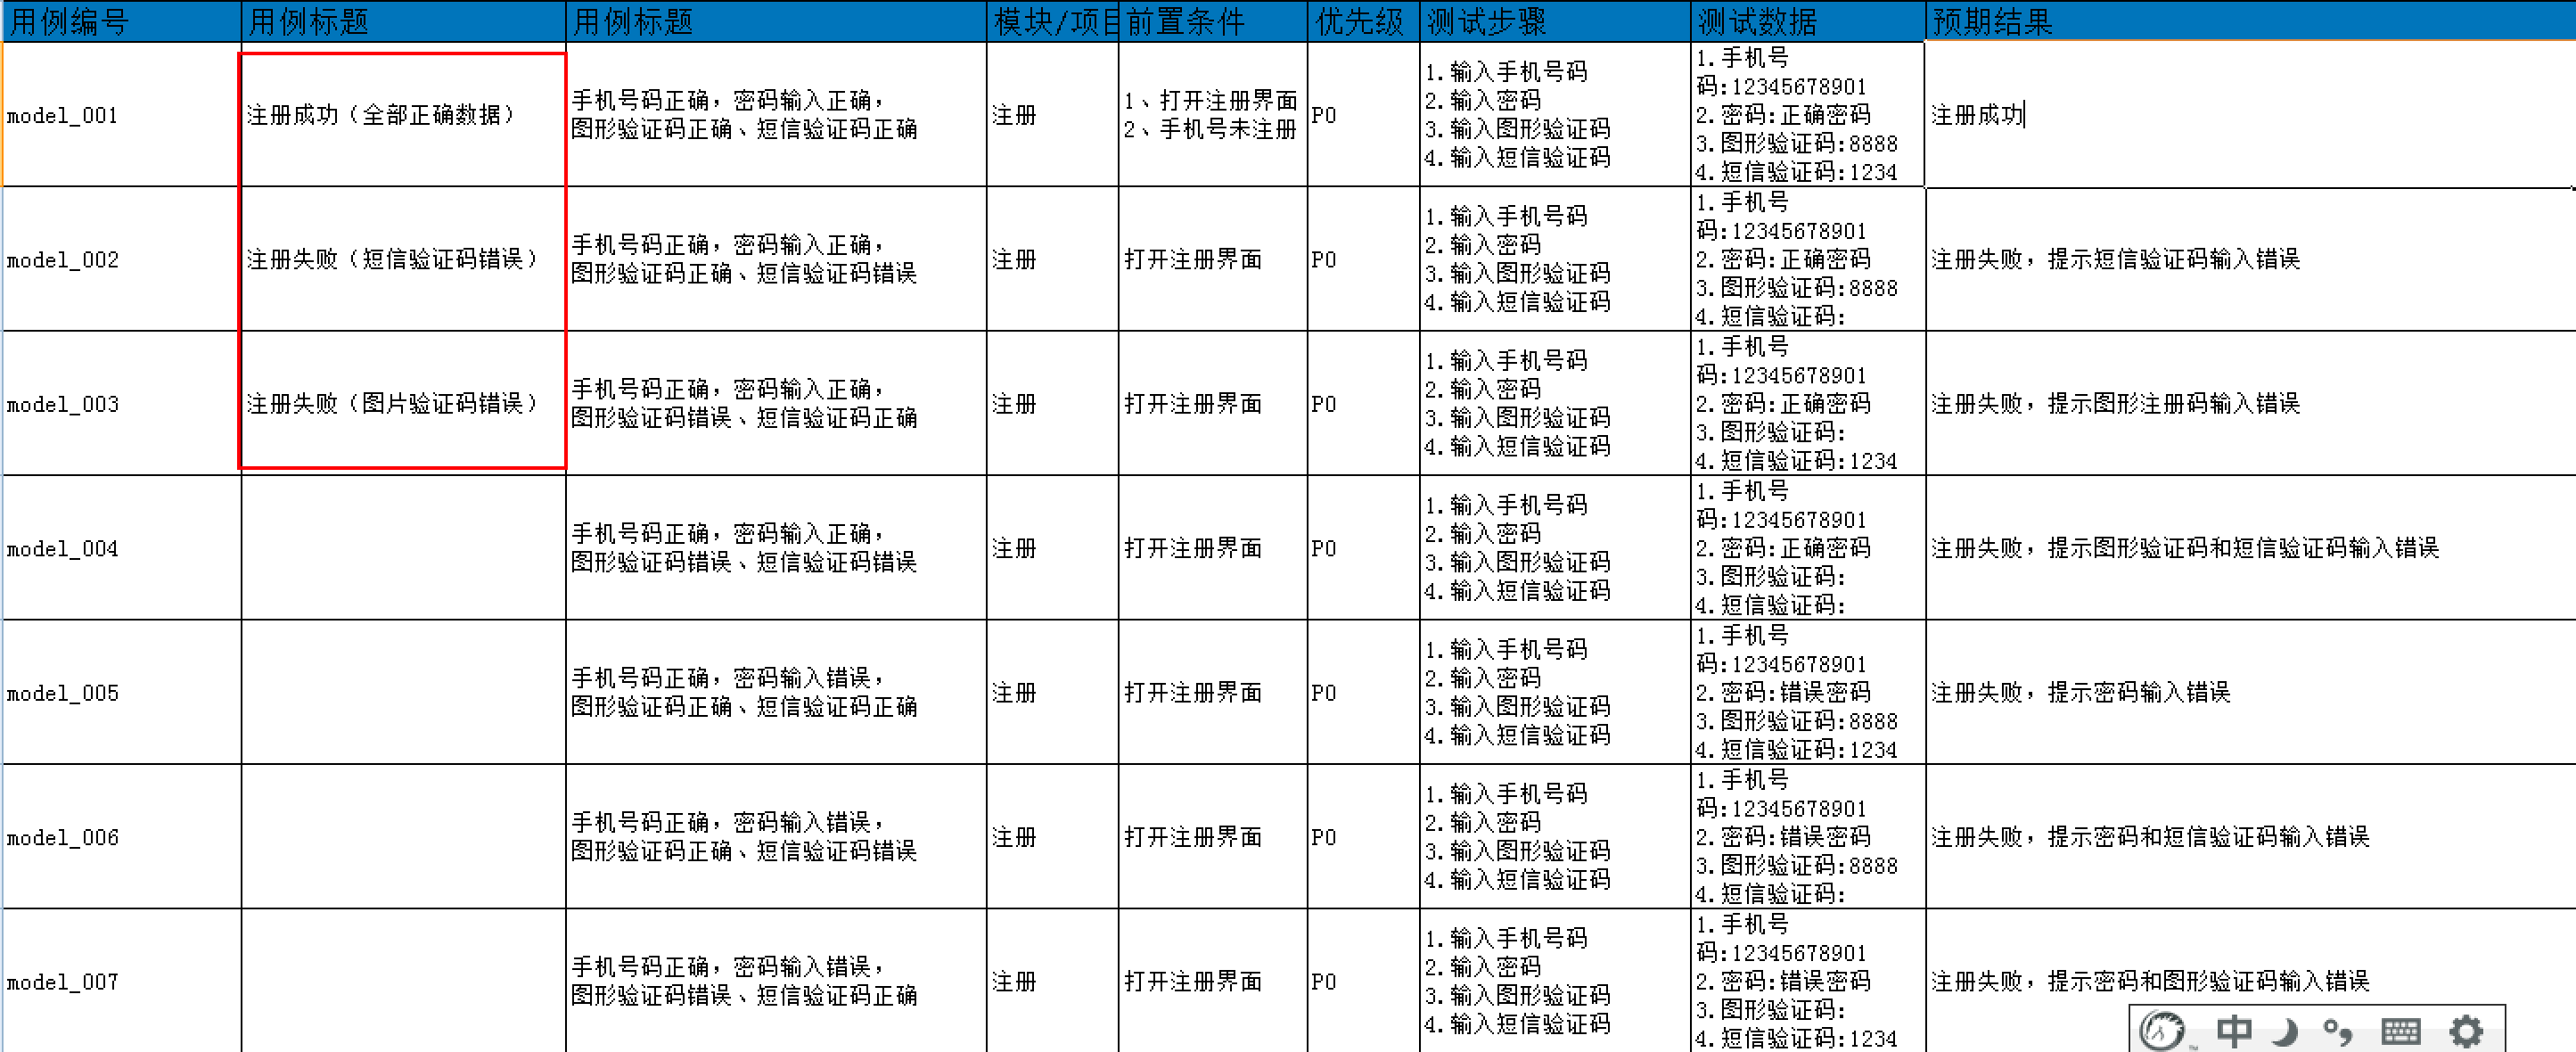 用例编号 用例标题 用例标题 模块/项目 前置条件 优先级 测试步骤 测试数据 预期结果
model_001
注册成功（全部正确数据）
手机号码正确，密码输入正确，
图形验证码正确、短信验证码正确
注册
1、打开注册界面
2、手机号未注册
P0
1.输入手机号码
2.输入密码
3.输入图形验证码
4.输入短信验证码
1.手机号
码:12345678901
2.密码:正确密码
3.图形验证码:8888
4.短信验证码:1234
注册成功
model_002
注册失败（短信验证码错误）
手机号码正确，密码输入正确，
图形验证码正确、短信验证码错误
注册
打开注册界面
P0
1.输入手机号码
2.输入密码
3.输入图形验证码
4.输入短信验证码
1.手机号
码:12345678901
2.密码:正确密码
3.图形验证码:8888
4.短信验证码:
注册失败，提示短信验证码输入错误
model_003
注册失败（图片验证码错误）
手机号码正确，密码输入正确，
图形验证码错误、短信验证码正确
注册
打开注册界面
P0
1.输入手机号码
2.输入密码
3.输入图形验证码
4.输入短信验证码
1.手机号
码:12345678901
2.密码:正确密码
3.图形验证码:
4.短信验证码:1234
注册失败，提示图形注册码输入错误
model_004
手机号码正确，密码输入正确，
图形验证码错误、短信验证码错误
注册
打开注册界面
P0
1.输入手机号码
2.输入密码
3.输入图形验证码
4.输入短信验证码
1.手机号
码:12345678901
2.密码:正确密码
3.图形验证码:
4.短信验证码:
注册失败，提示图形验证码和短信验证码输入错误
model_005
手机号码正确，密码输入错误，
图形验证码正确、短信验证码正确
注册
打开注册界面
P0
1.输入手机号码
2.输入密码
3.输入图形验证码
4.输入短信验证码
1.手机号
码:12345678901
2.密码:错误密码
3.图形验证码:8888
4.短信验证码:1234
注册失败，提示密码输入错误
model_006
手机号码正确，密码输入错误，
图形验证码正确、短信验证码错误
注册
打开注册界面
P0
1.输入手机号码
2.输入密码
3.输入图形验证码
4.输入短信验证码
1.手机号
码:12345678901
2.密码:错误密码
3.图形验证码:8888
4.短信验证码:
注册失败，提示密码和短信验证码输入错误
model_007
手机号码正确，密码输入错误，
图形验证码错误、短信验证码正确
注册
打开注册界面
P0
1.输入手机号码
2.输入密码
3.输入图形验证码
4.输入短信验证码
1.手机号
码:12345678901
2.密码:错误密码
3.图形验证码:
4.短信验证码:1234
注册失败，提示密码和图形验证码输入错误
中